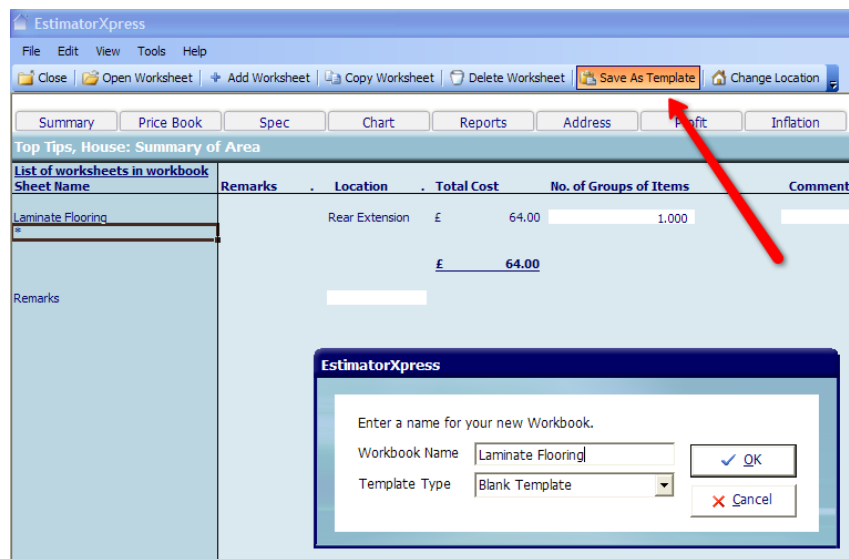 EstimatorXpress
File Edit View Tools Help
Close Open Worksheet Add Worksheet Copy Worksheet Delete Worksheet Save As Template Change Location
Summary Price Book Spec Chart Reports Address Profit Inflation
Top Tips, House: Summary of Area
List of worksheets in workbook
Sheet Name Remarks . Location . Total Cost No. of Groups of Items Comment
Laminate Flooring Rear Extension £ 64.00 1.000
*
£ 64.00
Remarks
EstimatorXpress
Enter a name for your new Workbook.
Workbook Name Laminate Flooring
OK
Template Type Blank Template
Cancel